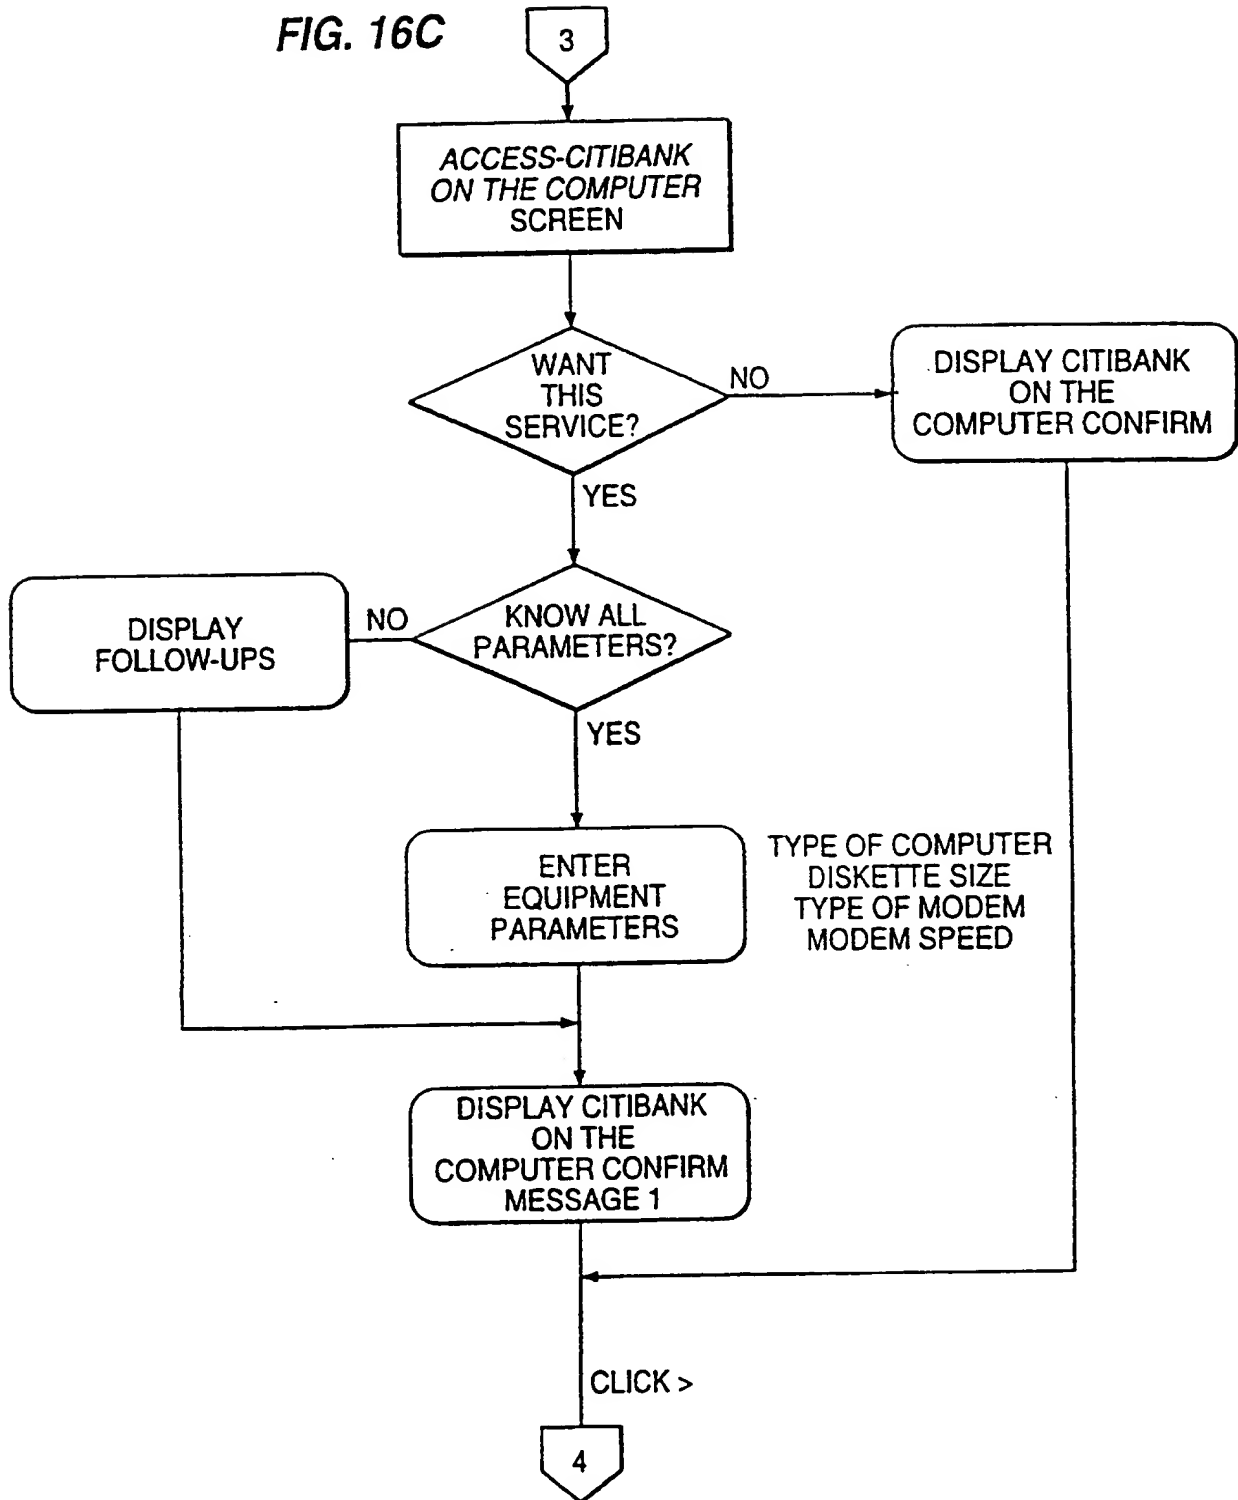 FIG. 16C
3
ACCESS-CITIBANK
ON THE COMPUTER
SCREEN
WANT
THIS
SERVICE?
NO
DISPLAY CITIBANK
ON THE
COMPUTER CONFIRM
YES
DISPLAY
FOLLOW-UPS
NO
KNOW ALL
PARAMETERS?
YES
ENTER
EQUIPMENT
PARAMETERS
TYPE OF COMPUTER
DISKETTE SIZE
TYPE OF MODEM
MODEM SPEED
DISPLAY CITIBANK
ON THE
COMPUTER CONFIRM
MESSAGE 1
CLICK >
4